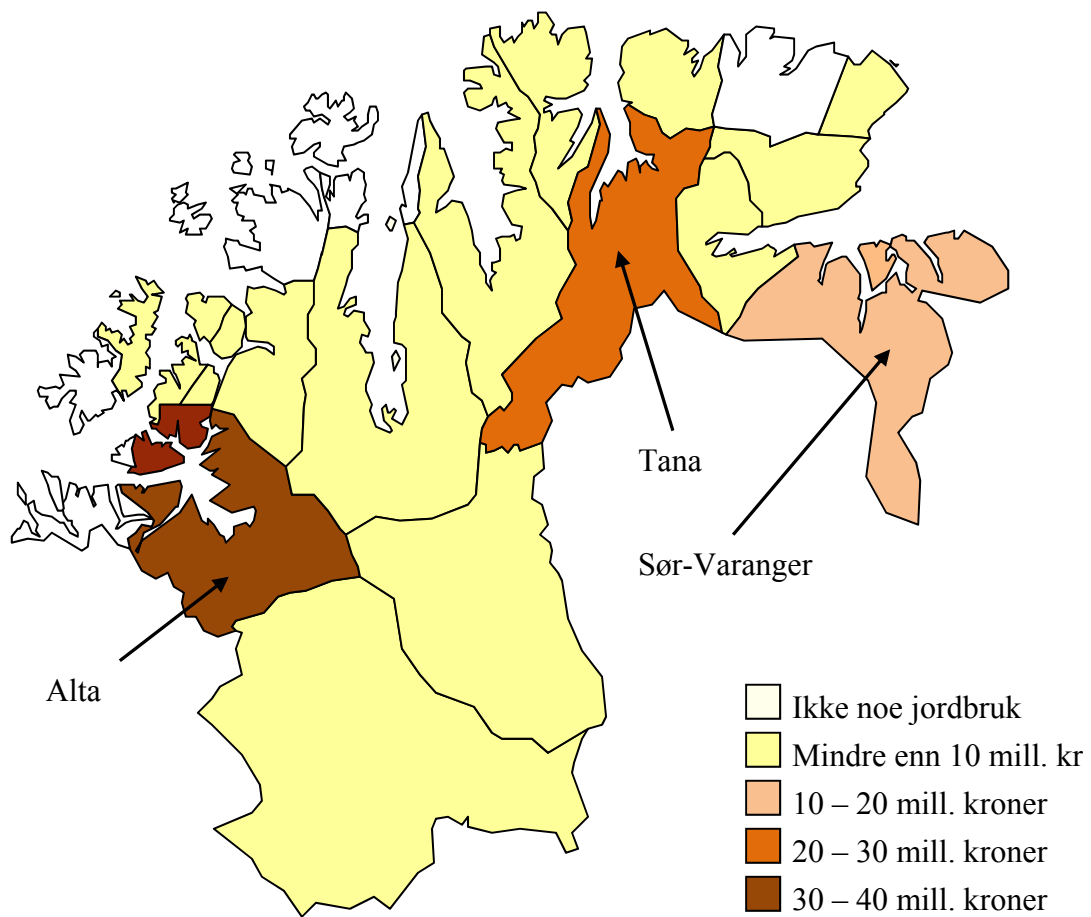 Tana
Sør-Varanger
Alta
Ikke noe jordbruk
Mindre enn 10 mill. kr
10 – 20 mill. kroner
20 – 30 mill. kroner
30 – 40 mill. kroner